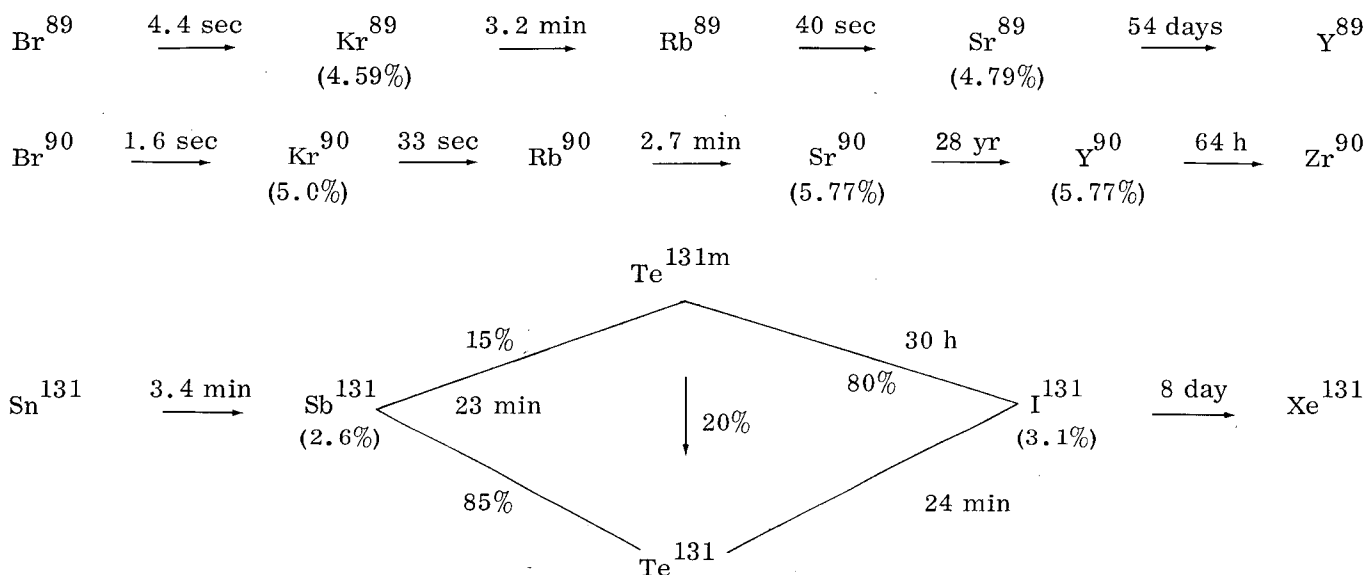 4.4 sec 3.2 min 40 sec 54 days
Br⁸⁹ Kr⁸⁹ Rb⁸⁹ Sr⁸⁹ Y⁸⁹
(4.59%) (4.79%)
1.6 sec 33 sec 2.7 min 28 yr 64 h
Br⁹⁰ Kr⁹⁰ Rb⁹⁰ Sr⁹⁰ Y⁹⁰ Zr⁹⁰
(5.0%) (5.77%) (5.77%)
Te¹³¹ᵐ
15% 30 h
80%
3.4 min 8 day
Sn¹³¹ Sb¹³¹ 23 min I¹³¹ Xe¹³¹
(2.6%) 20% (3.1%)
85% 24 min
Te¹³¹